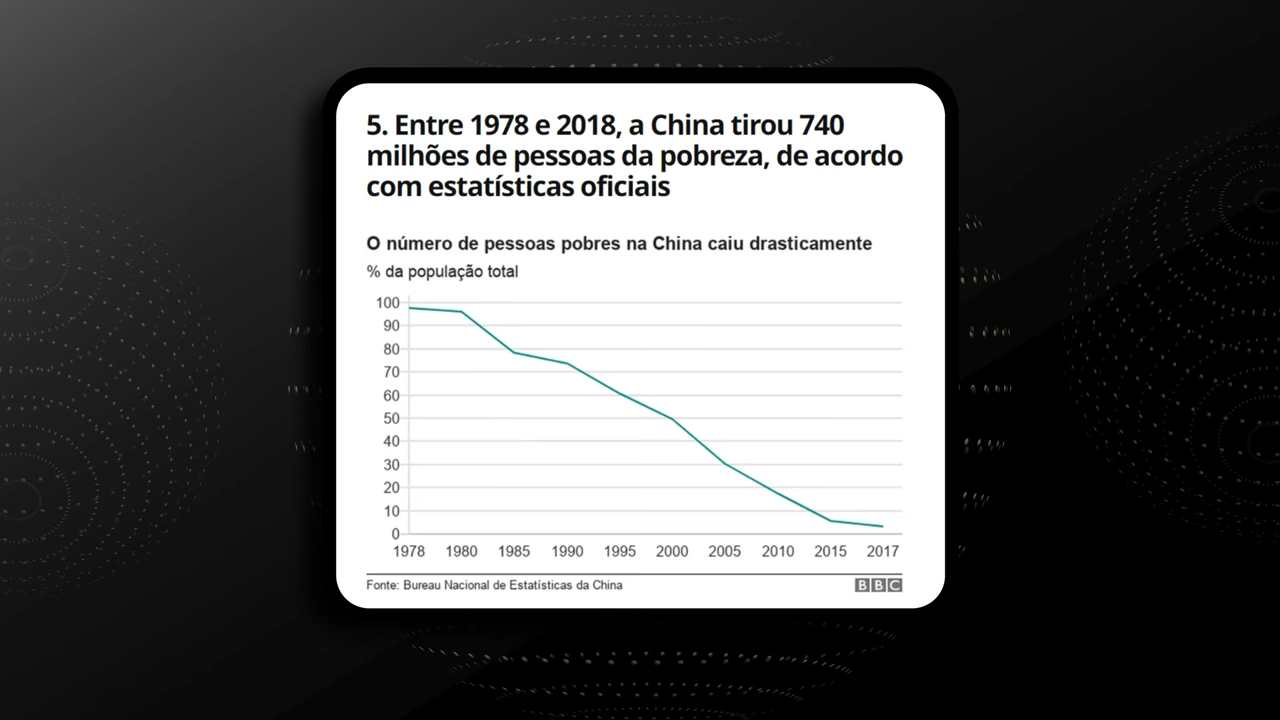 5. Entre 1978 e 2018, a China tirou 740
milhões de pessoas da pobreza, de acordo
com estatísticas oficiais
O número de pessoas pobres na China caiu drasticamente
% da população total
100
90
80
70
60
50
40
30
20
10
0
1978 1980 1985 1990 1995 2000 2005 2010 2015 2017
Fonte: Bureau Nacional de Estatísticas da China
BBC